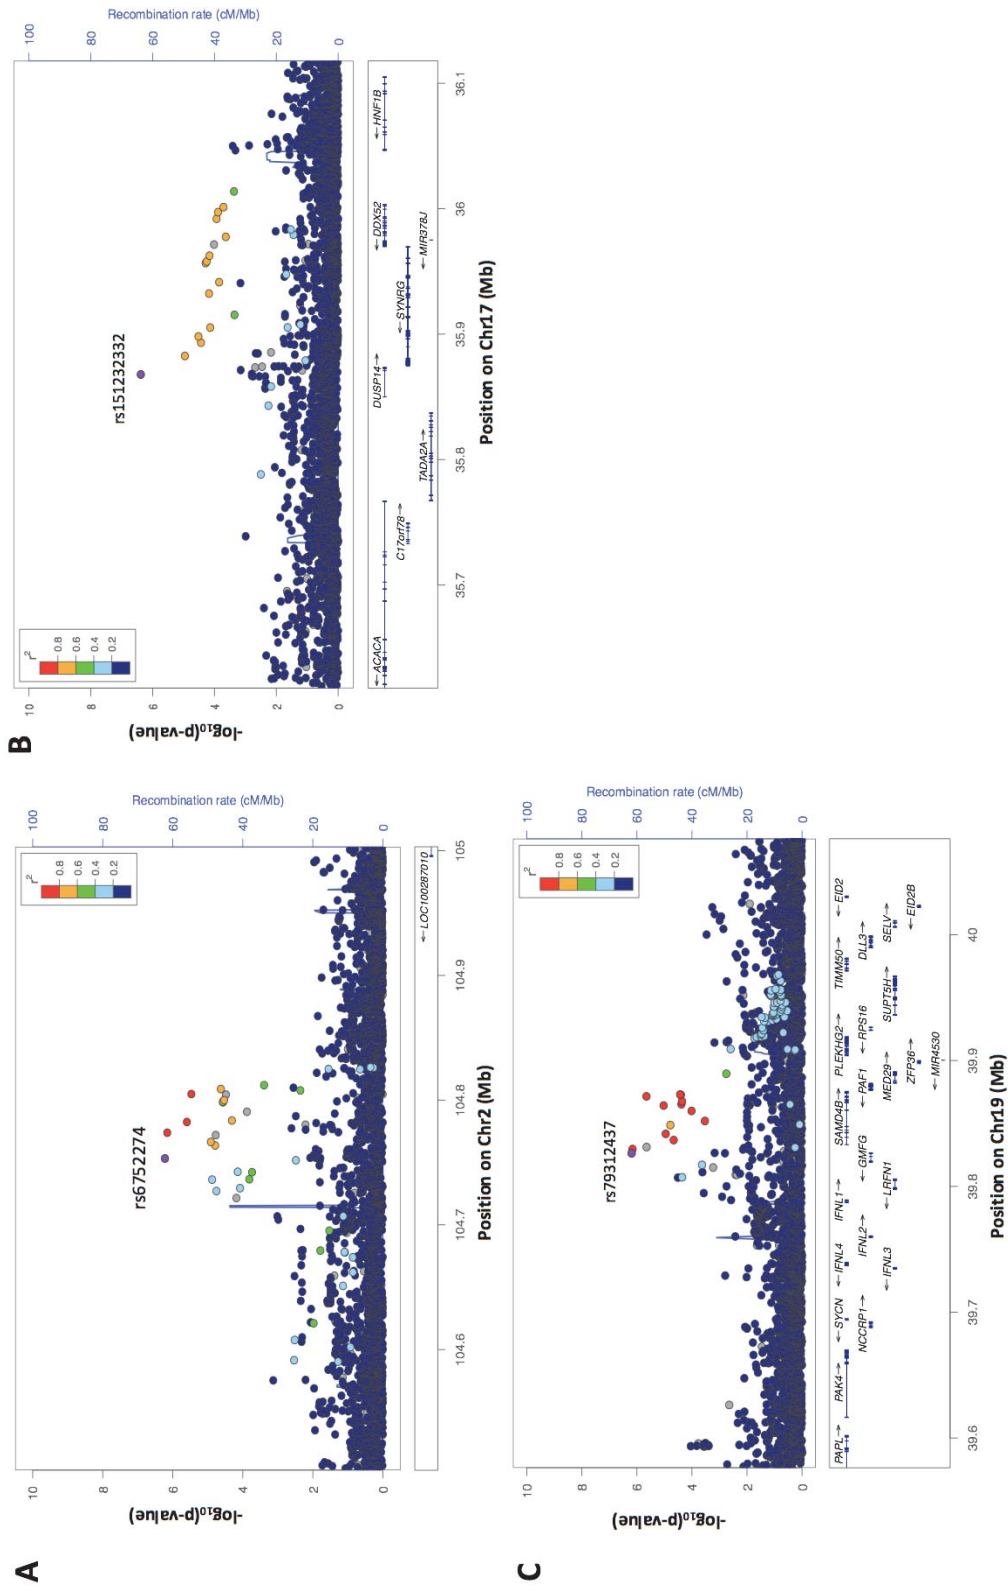 A
rs6752274
r²
0.8
0.6
0.4
0.2
-log₁₀(p-value)
10
8
6
4
2
0
Recombination rate (cM/Mb)
100
80
60
40
20
0
←LOC100287010
104.6
104.7
104.8
104.9
105
Position on Chr2 (Mb)
B
rs151232332
r²
0.8
0.6
0.4
0.2
-log₁₀(p-value)
10
8
6
4
2
0
Recombination rate (cM/Mb)
100
80
60
40
20
0
←ACACA
DUSP14→
←DDX52
←HNF1B
C17orf78→
←SYNRG
TADA2A→
←MIR378J
35.7
35.8
35.9
36
36.1
Position on Chr17 (Mb)
C
rs79312437
r²
0.8
0.6
0.4
0.2
-log₁₀(p-value)
10
8
6
4
2
0
Recombination rate (cM/Mb)
100
80
60
40
20
0
PAPL→ PAK4→ ←SYCN ←IFNL4 IFNL1→ SAMD4B→ PLEKHG2→ TIMM50→ ←EID2
NCCRP1→ IFNL2→ ←GMFG ←PAF1 ←RPS16 DLL3→
←IFNL3 ←LRFN1 MED29→ SUPT5H→ SELV→
ZFP36→ ←EID2B
←MIR4530
39.6
39.7
39.8
39.9
40
Position on Chr19 (Mb)